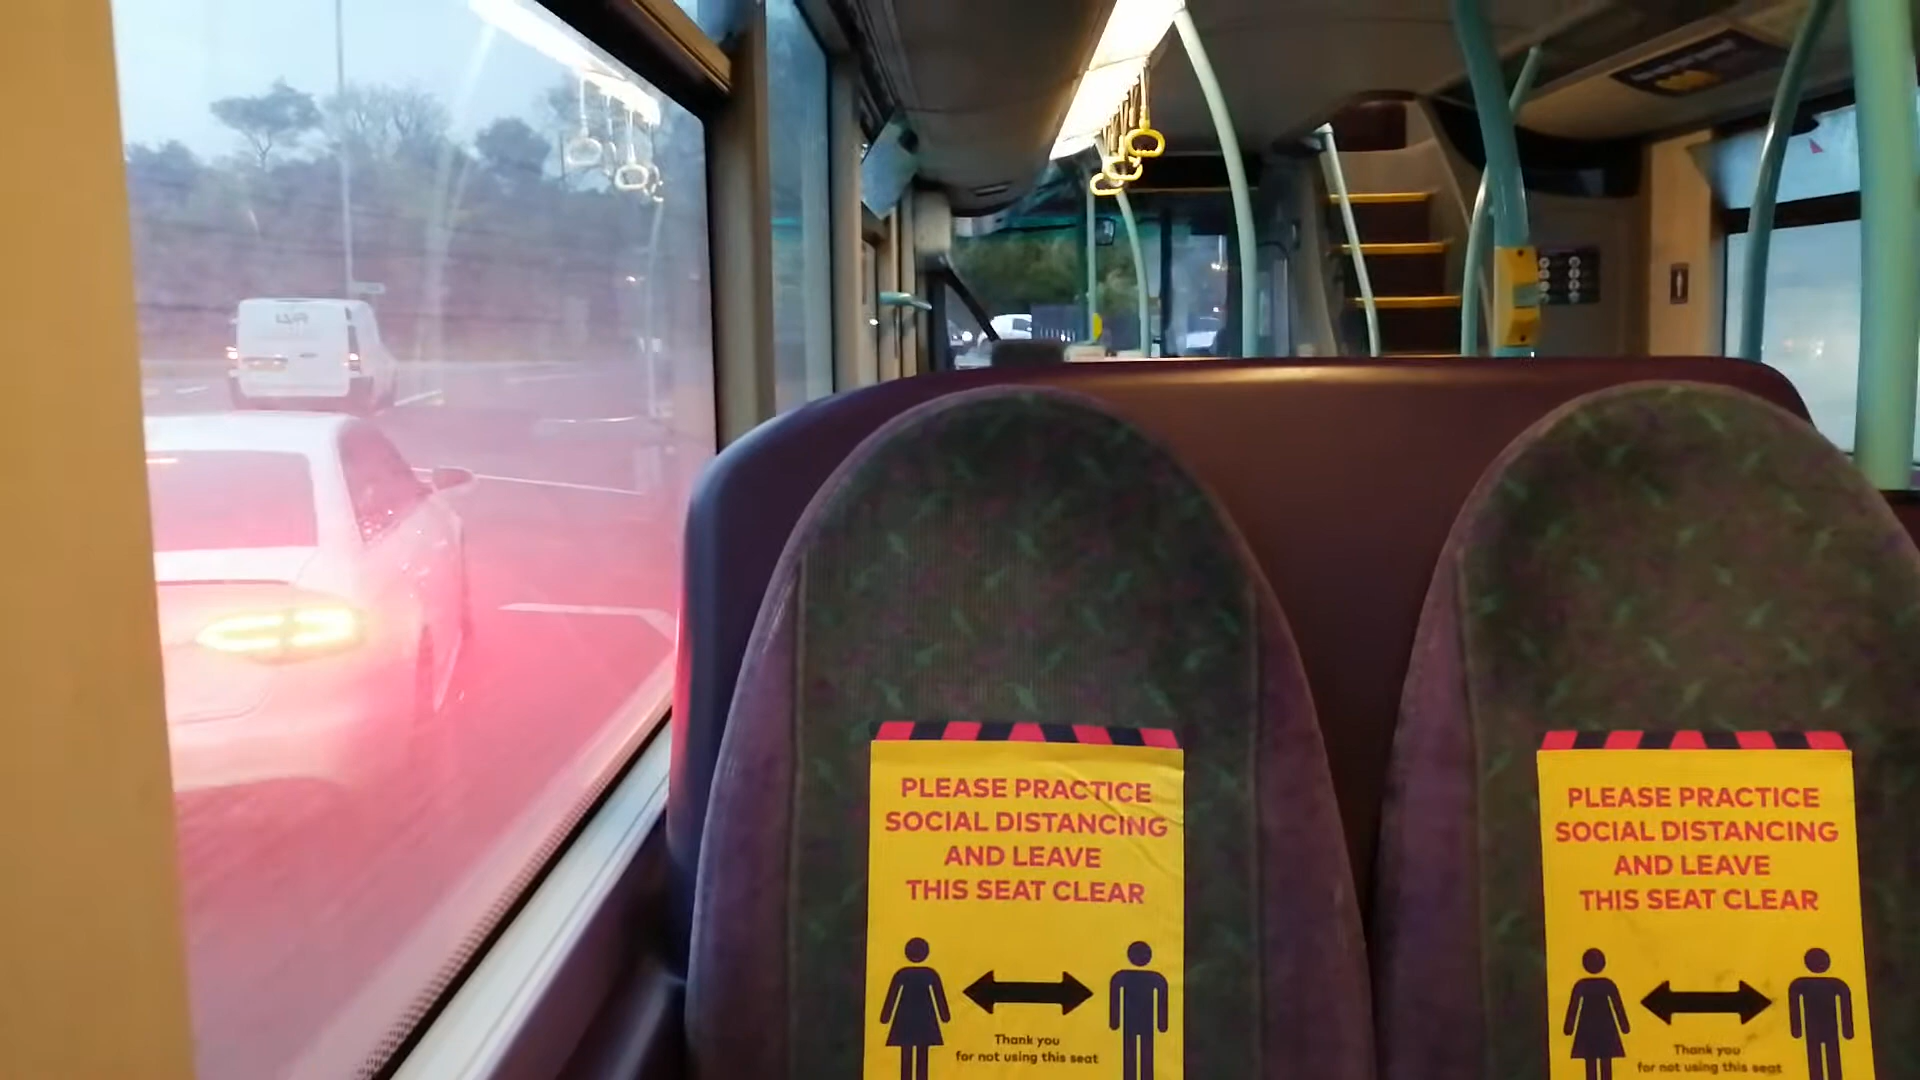 PLEASE PRACTICE
SOCIAL DISTANCING
AND LEAVE
THIS SEAT CLEAR
Thank you
for not using this seat
PLEASE PRACTICE
SOCIAL DISTANCING
AND LEAVE
THIS SEAT CLEAR
Thank you
for not using this seat